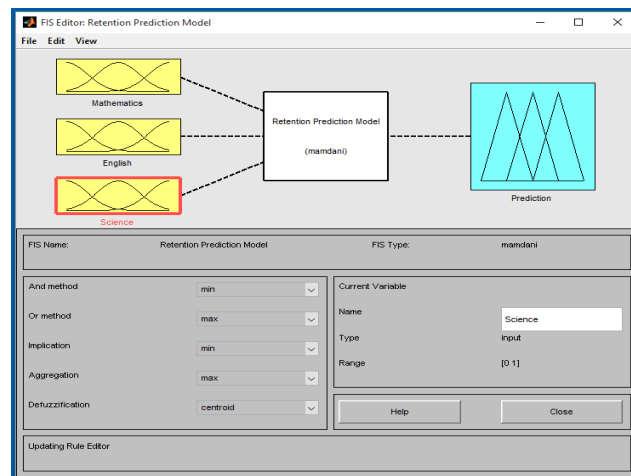 FIS Editor: Retention Prediction Model
File Edit View
Mathematics
English
Science
Retention Prediction Model
(mamdani)
Prediction
FIS Name: Retention Prediction Model FIS Type: mamdani
And method min
Or method max
Implication min
Aggregation max
Defuzzification centroid
Current Variable
Name Science
Type input
Range [0 1]
Help Close
Updating Rule Editor